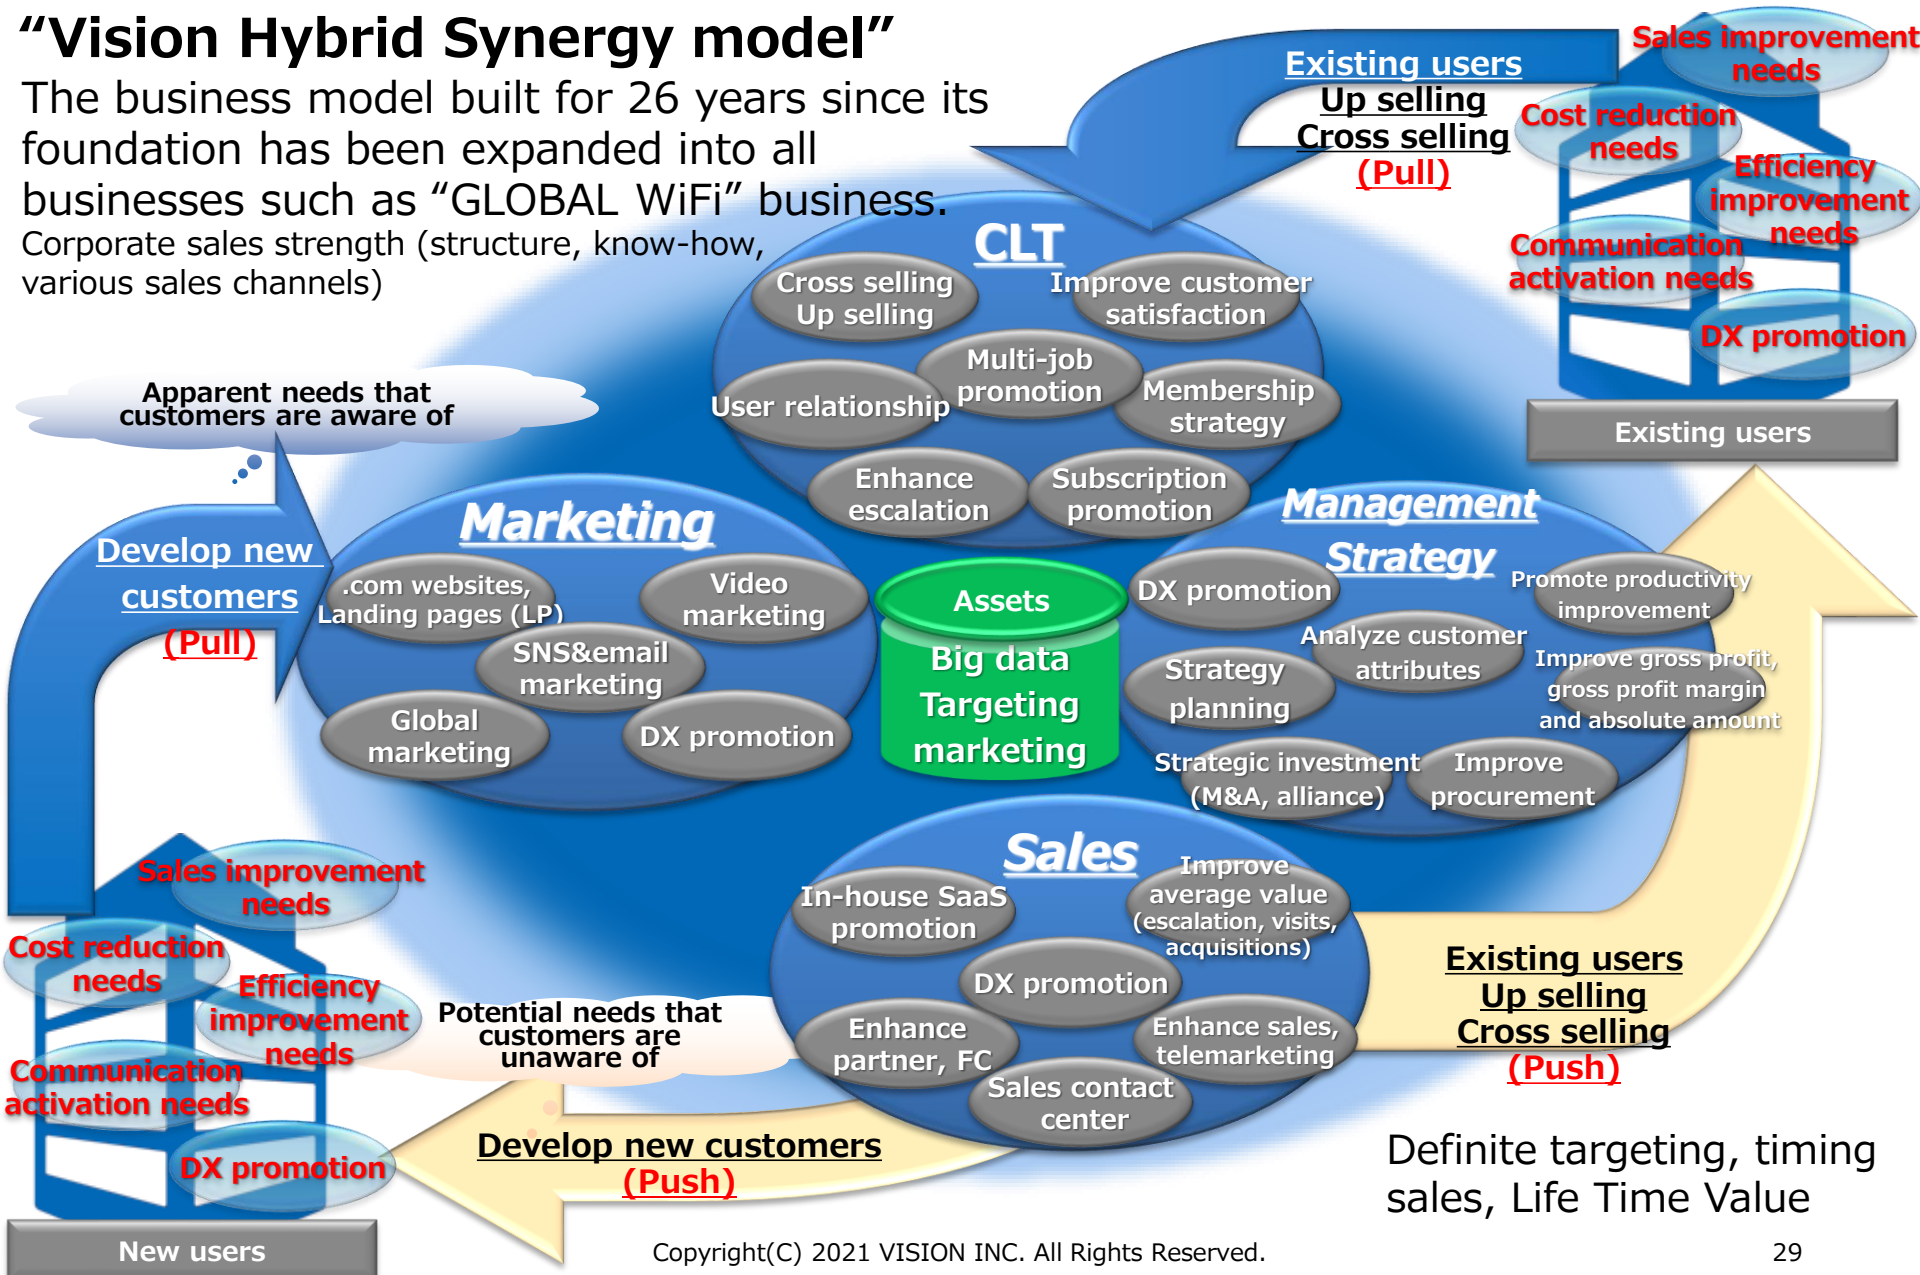 “Vision Hybrid Synergy model”
The business model built for 26 years since its
foundation has been expanded into all
businesses such as “GLOBAL WiFi” business.
Corporate sales strength (structure, know-how,
various sales channels)
Existing users
Up selling
Cross selling
(Pull)
Sales improvement
needs
Cost reduction
needs
Efficiency
improvement
needs
Communication
activation needs
DX promotion
Existing users
CLT
Cross selling
Up selling
Improve customer
satisfaction
Multi-job
promotion
User relationship
Membership
strategy
Enhance
escalation
Subscription
promotion
Apparent needs that
customers are aware of
Develop new
customers
(Pull)
Marketing
.com websites,
Landing pages (LP)
Video
marketing
SNS&email
marketing
Global
marketing
DX promotion
Assets
Big data
Targeting
marketing
Management
Strategy
DX promotion
Promote productivity
improvement
Analyze customer
attributes
Strategy
planning
Improve gross profit,
gross profit margin
and absolute amount
Strategic investment
(M&A, alliance)
Improve
procurement
Sales
In-house SaaS
promotion
Improve
average value
(escalation, visits,
acquisitions)
DX promotion
Enhance
partner, FC
Enhance sales,
telemarketing
Sales contact
center
Existing users
Up selling
Cross selling
(Push)
Sales improvement
needs
Cost reduction
needs
Efficiency
improvement
needs
Communication
activation needs
DX promotion
New users
Potential needs that
customers are
unaware of
Develop new customers
(Push)
Definite targeting, timing
sales, Life Time Value
Copyright(C) 2021 VISION INC. All Rights Reserved.
29